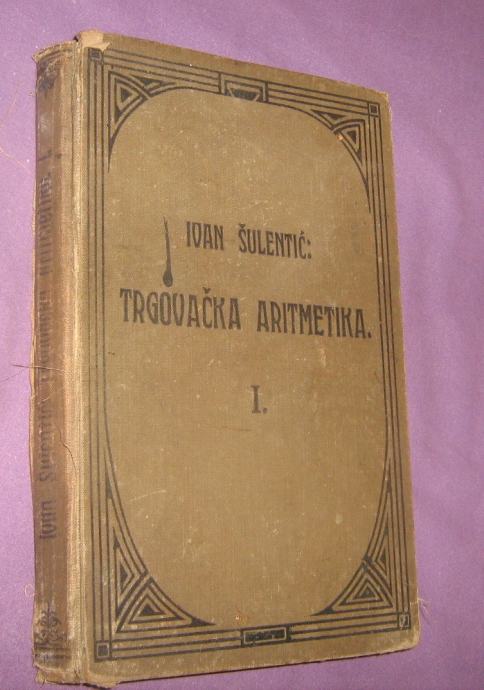 IVAN ŠULENTIĆ:
TRGOVAČKA ARITMETIKA.
I.